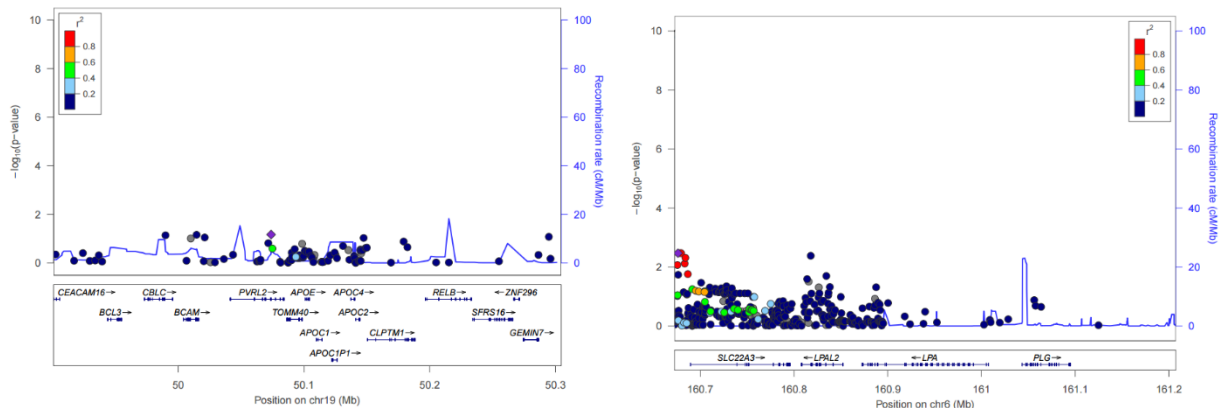 r²
0.8
0.6
0.4
0.2
10
8
6
4
2
0
−log₁₀(p−value)
100
80
60
40
20
0
Recombination rate (cM/Mb)
CEACAM16→
CBLC→
PVRL2→
APOE→
APOC4→
RELB→
←ZNF296
BCL3→
BCAM→
TOMM40→
APOC2→
SFRS16→
APOC1→
CLPTM1→
GEMIN7→
APOC1P1→
50
50.1
50.2
50.3
Position on chr19 (Mb)
r²
0.8
0.6
0.4
0.2
10
8
6
4
2
0
−log₁₀(p−value)
100
80
60
40
20
0
Recombination rate (cM/Mb)
SLC22A3→
←LPAL2
←LPA
PLG→
160.7
160.8
160.9
161
161.1
161.2
Position on chr6 (Mb)